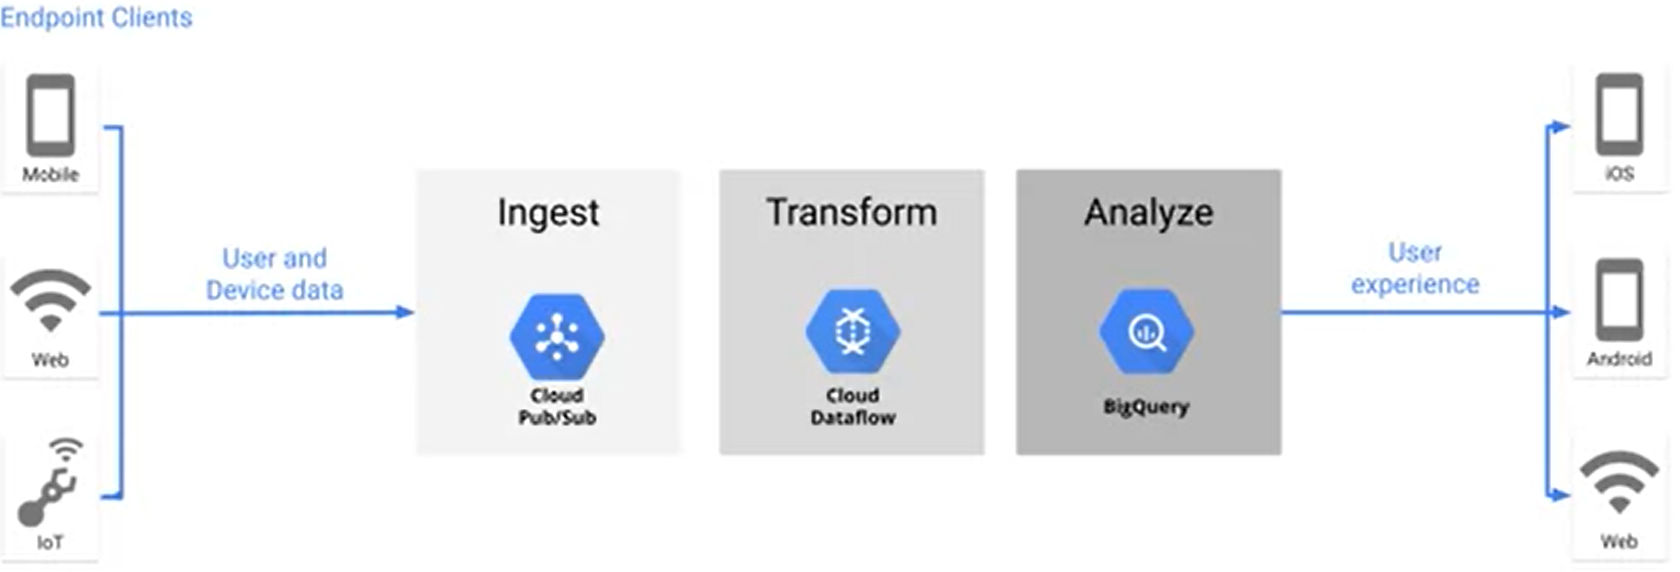 Endpoint Clients
Mobile
Web
IoT
User and
Device data
Ingest
Cloud
Pub/Sub
Transform
Cloud
Dataflow
Analyze
BigQuery
User
experience
iOS
Android
Web